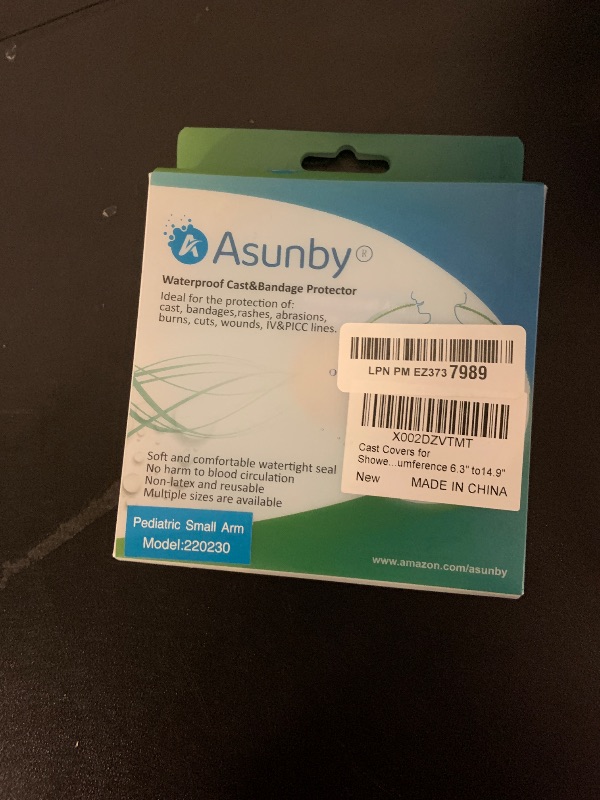 Asunby®
Waterproof Cast&Bandage Protector
Ideal for the protection of:
cast, bandages,rashes, abrasions,
burns, cuts, wounds, IV&PICC lines.
LPN PM EZ373 7989
X002DZVTMT
Cast Covers for
Showe...umference 6.3" to14.9"
New MADE IN CHINA
Soft and comfortable watertight seal
No harm to blood circulation
Non-latex and reusable
Multiple sizes are available
Pediatric Small Arm
Model:220230
www.amazon.com/asunby